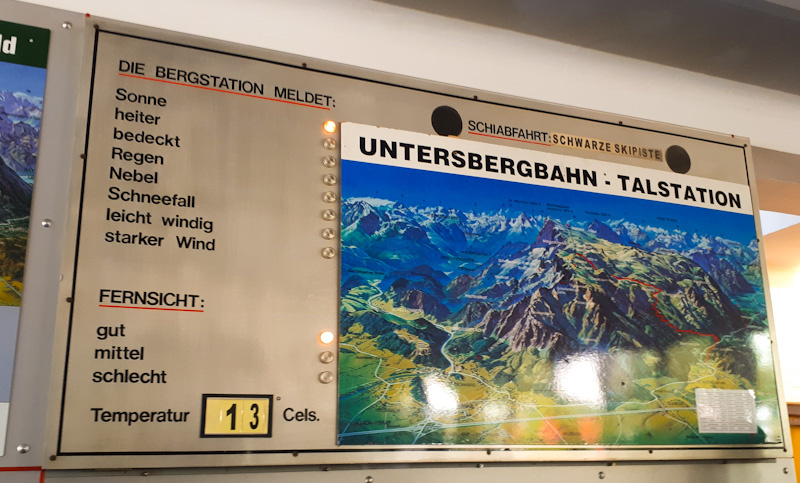 ld
DIE BERGSTATION MELDET:
Sonne
heiter
bedeckt
Regen
Nebel
Schneefall
leicht windig
starker Wind
FERNSICHT:
gut
mittel
schlecht
Temperatur 13 ° Cels.
SCHIABFAHRT: SCHWARZE SKIPISTE
UNTERSBERGBAHN - TALSTATION